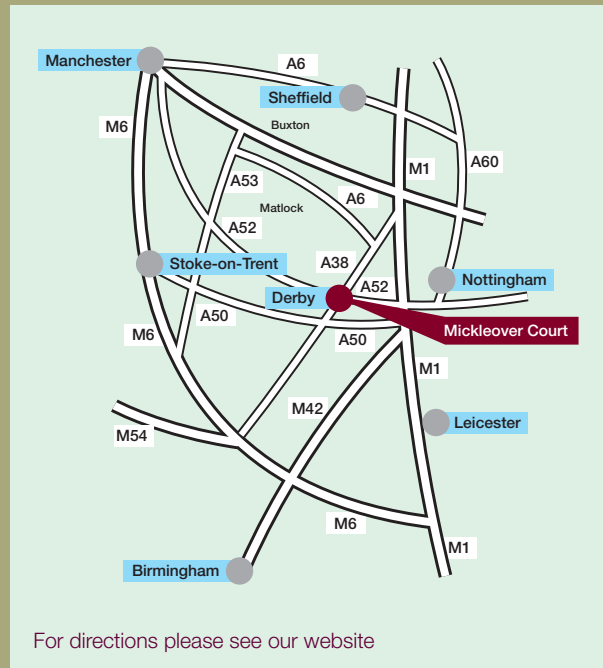 Manchester
A6
Sheffield
M6
Buxton
M1
A60
A53
A6
Matlock
A52
Stoke-on-Trent
A38
A52
Nottingham
Derby
A50
A50
Mickleover Court
M6
M1
M42
Leicester
M54
M6
M1
Birmingham
For directions please see our website